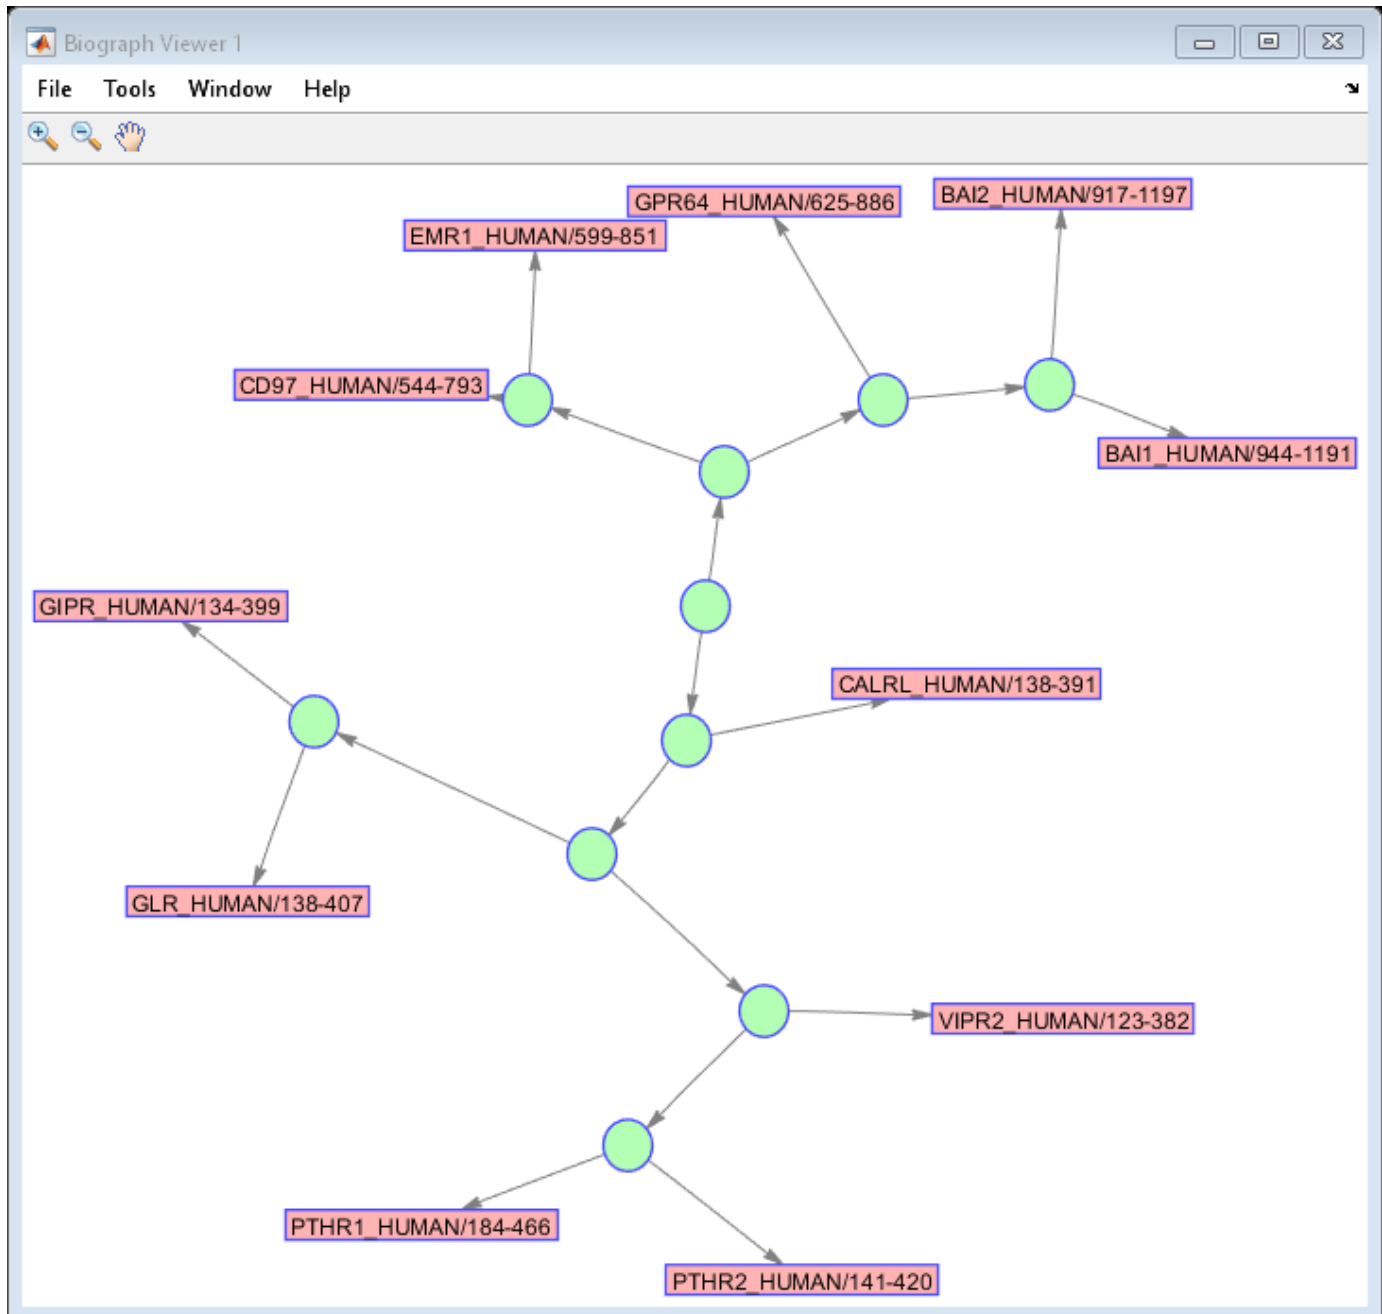 Biograph Viewer 1
File Tools Window Help
BAI2_HUMAN/917-1197
GPR64_HUMAN/625-886
EMR1_HUMAN/599-851
CD97_HUMAN/544-793
BAI1_HUMAN/944-1191
GIPR_HUMAN/134-399
CALRL_HUMAN/138-391
GLR_HUMAN/138-407
VIPR2_HUMAN/123-382
PTHR1_HUMAN/184-466
PTHR2_HUMAN/141-420